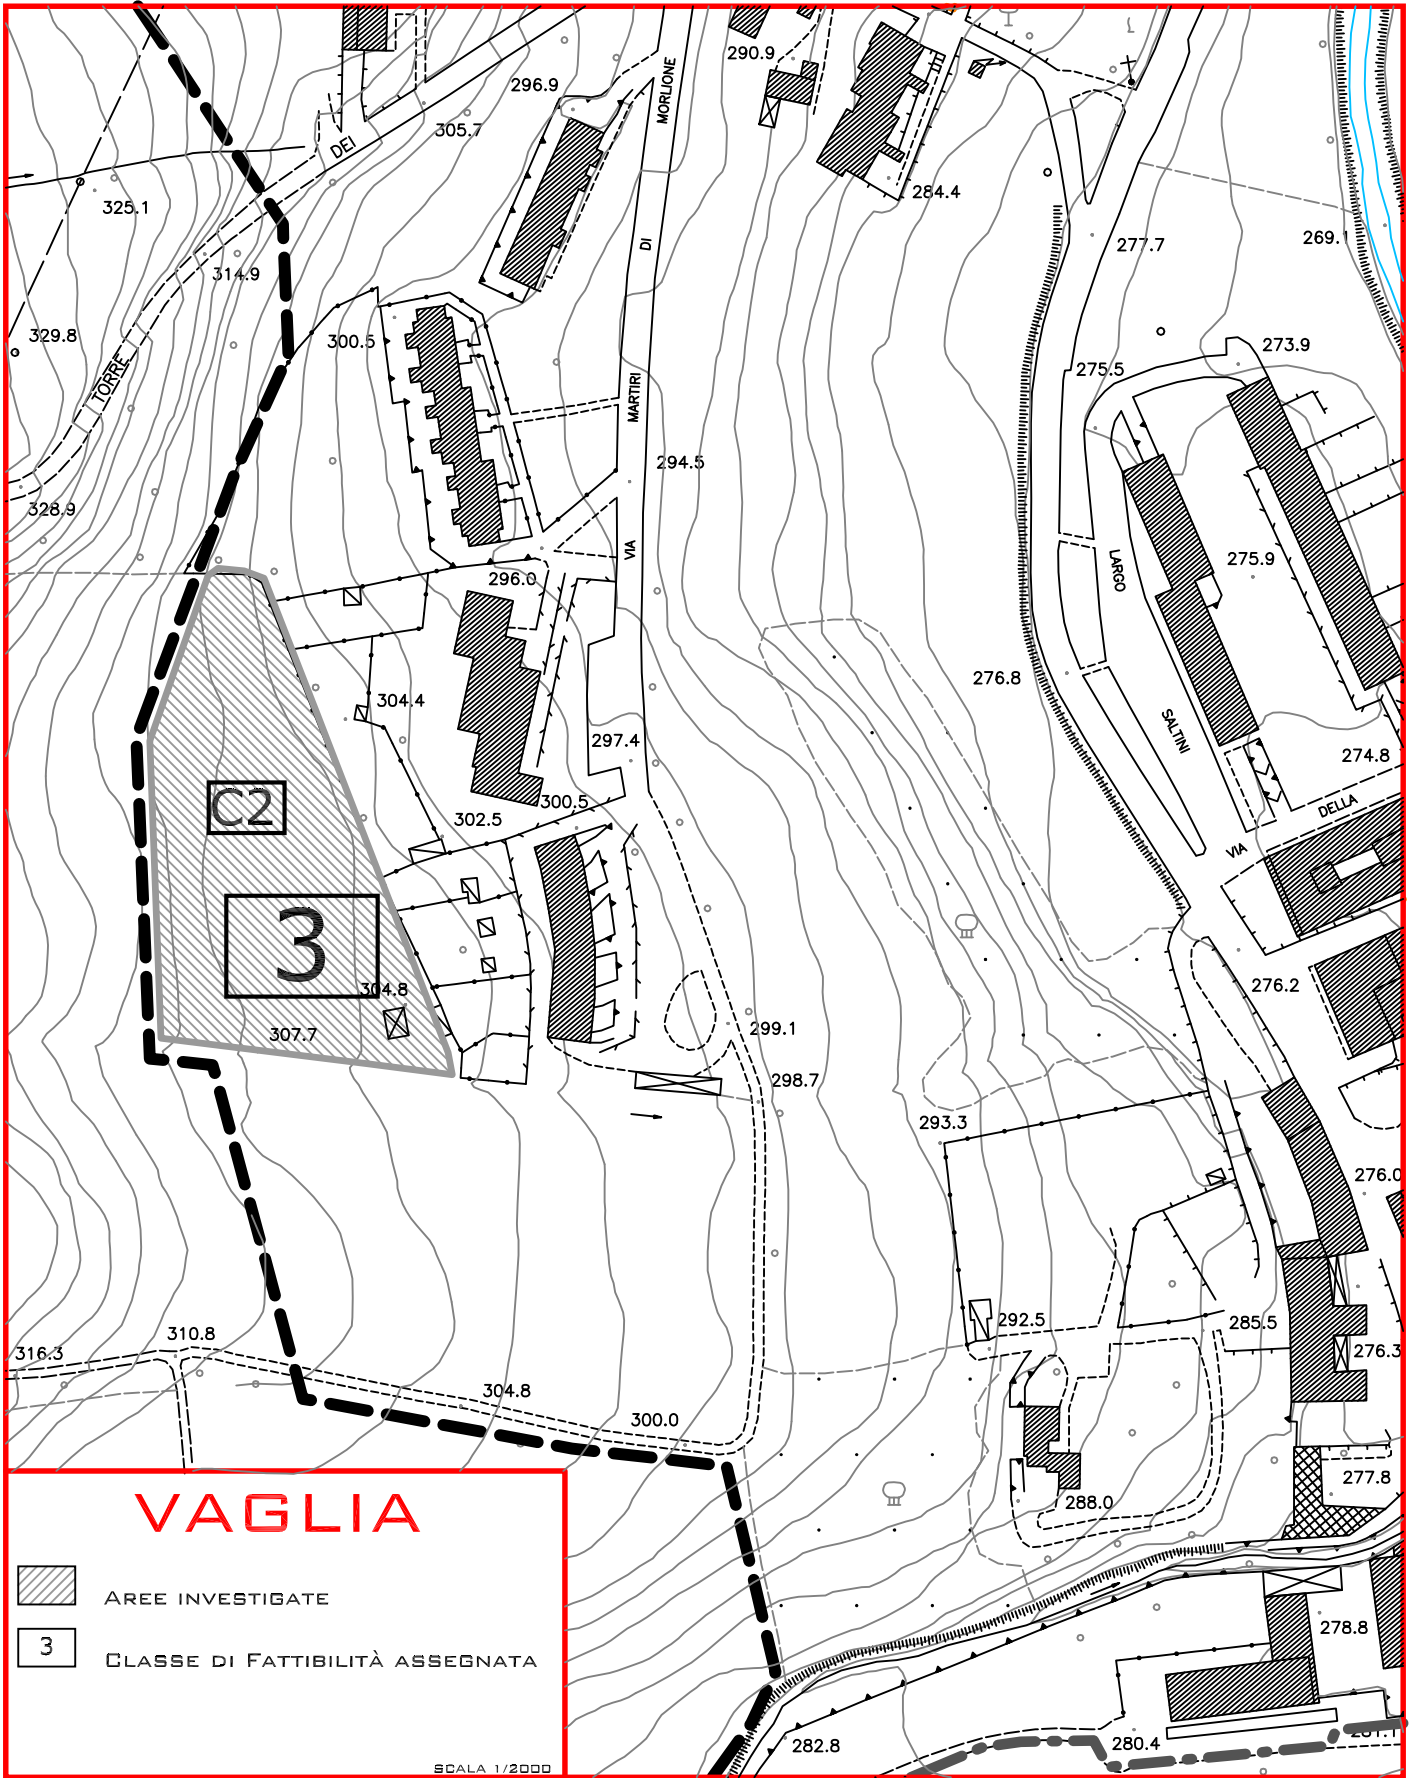 290.9
296.9
305.7
MORLIONE
DEI
284.4
325.1
277.7
269.1
DI
314.9
329.8
300.5
273.9
275.5
TORRE
MARTIRI
294.5
328.9
VIA
296.0
275.9
LARGO
276.8
304.4
SALTINI
297.4
274.8
C2
300.5
302.5
DELLA
VIA
3
304.8
276.2
307.7
299.1
298.7
293.3
276.0
292.5
285.5
316.3
310.8
276.3
304.8
300.0
277.8
288.0
VAGLIA
AREE INVESTIGATE
3
CLASSE DI FATTIBILITÀ ASSEGNATA
278.8
282.8
280.4
281.1
SCALA 1/2000